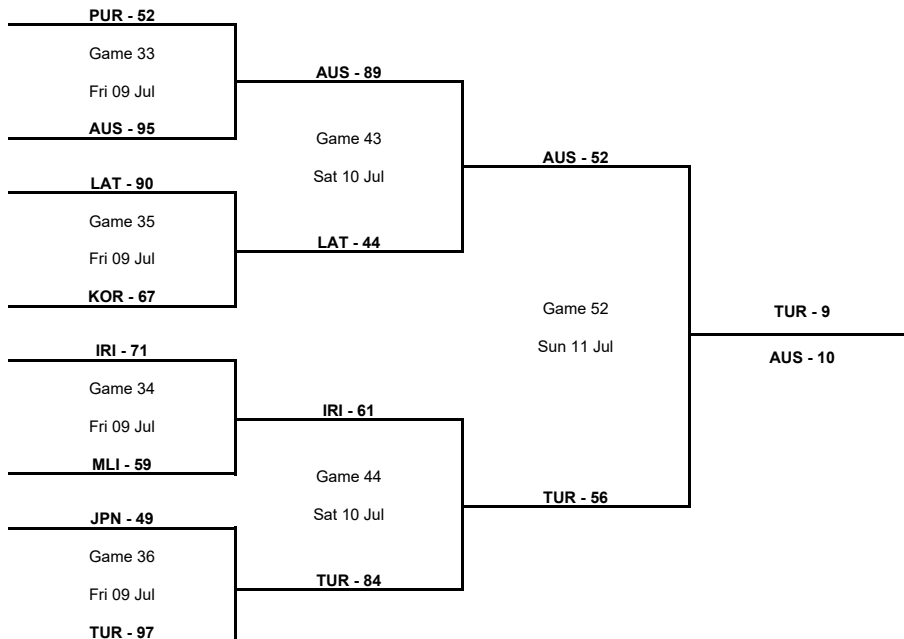 PUR - 52
Game 33
Fri 09 Jul
AUS - 95
AUS - 89
Game 43
Sat 10 Jul
LAT - 44
LAT - 90
Game 35
Fri 09 Jul
KOR - 67
AUS - 52
Game 52
Sun 11 Jul
TUR - 56
TUR - 9
AUS - 10
IRI - 71
Game 34
Fri 09 Jul
MLI - 59
IRI - 61
Game 44
Sat 10 Jul
TUR - 84
JPN - 49
Game 36
Fri 09 Jul
TUR - 97